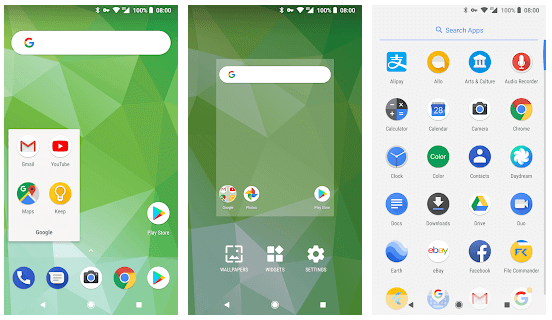 100% 08:00
Gmail YouTube
Maps Keep
Google
Play Store
100% 08:00
Google Photos Play Store
WALLPAPERS WIDGETS SETTINGS
100% 08:00
Search Apps
Alipay Allo Arts & Culture Audio Recorder
Calculator Calendar Camera Chrome
28
Clock Color Contacts Daydream
Color
Docs Downloads Drive Duo
Earth eBay Facebook File Commander